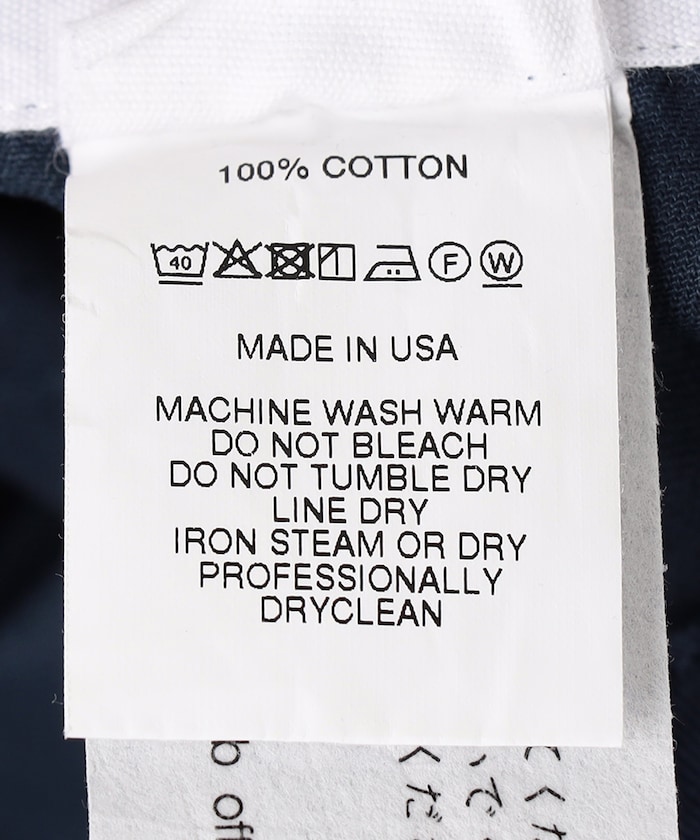 100% COTTON
40 F W
MADE IN USA
MACHINE WASH WARM
DO NOT BLEACH
DO NOT TUMBLE DRY
LINE DRY
IRON STEAM OR DRY
PROFESSIONALLY
DRYCLEAN